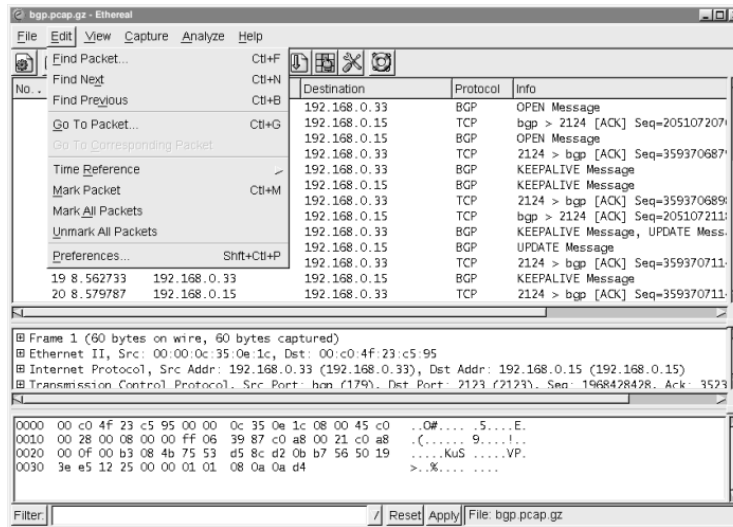 bgp.pcap.gz - Ethereal
File Edit View Capture Analyze Help
Find Packet... Ctl+F
Find Next Ctl+N
Find Previous Ctl+B
Go To Packet... Ctl+G
Go To Corresponding Packet
Time Reference
Mark Packet Ctl+M
Mark All Packets
Unmark All Packets
Preferences... Shft+Ctl+P
No. . Destination Protocol Info
192.168.0.33 BGP OPEN Message
192.168.0.15 TCP bgp > 2124 [ACK] Seq=205107207
192.168.0.15 BGP OPEN Message
192.168.0.33 TCP 2124 > bgp [ACK] Seq=359370687
192.168.0.33 BGP KEEPALIVE Message
192.168.0.15 BGP KEEPALIVE Message
192.168.0.33 TCP 2124 > bgp [ACK] Seq=359370689
192.168.0.15 TCP bgp > 2124 [ACK] Seq=205107211
192.168.0.33 BGP KEEPALIVE Message, UPDATE Mess
192.168.0.15 BGP UPDATE Message
192.168.0.33 TCP 2124 > bgp [ACK] Seq=359370711
19 8.562733 192.168.0.33 192.168.0.15 BGP KEEPALIVE Message
20 8.579787 192.168.0.15 192.168.0.33 TCP 2124 > bgp [ACK] Seq=359370711
Frame 1 (60 bytes on wire, 60 bytes captured)
Ethernet II, Src: 00:00:0c:35:0e:1c, Dst: 00:c0:4f:23:c5:95
Internet Protocol, Src Addr: 192.168.0.33 (192.168.0.33), Dst Addr: 192.168.0.15 (192.168.0.15)
Transmission Control Protocol, Src Port: bgp (179), Dst Port: 2123 (2123), Seq: 1968428428, Ack: 3523
0000 00 c0 4f 23 c5 95 00 00 0c 35 0e 1c 08 00 45 c0 ..O#.... .5....E.
0010 00 28 00 08 00 00 ff 06 39 87 c0 a8 00 21 c0 a8 .(...... 9....!..
0020 00 0f 00 b3 08 4b 75 53 d5 8c d2 0b b7 56 50 19 .....KuS .....VP.
0030 3e e5 12 25 00 00 01 01 08 0a 0a d4 >..%.... ....
Filter: / Reset Apply File: bgp.pcap.gz